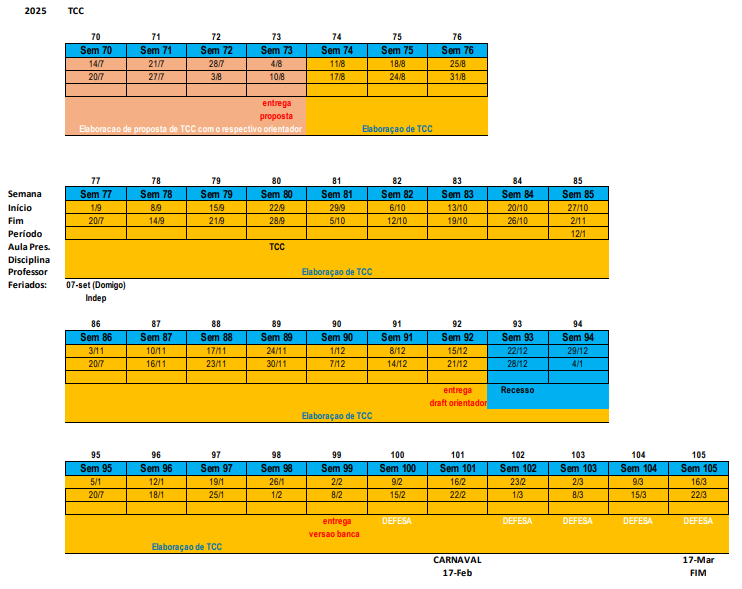 2025 TCC
70 71 72 73 74 75 76
Sem 70 Sem 71 Sem 72 Sem 73 Sem 74 Sem 75 Sem 76
14/7 21/7 28/7 4/8 11/8 18/8 25/8
20/7 27/7 3/8 10/8 17/8 24/8 31/8
entrega
proposta
Elaboracao de proposta de TCC com o respectivo orientador Elaboraçao de TCC
77 78 79 80 81 82 83 84 85
Semana Sem 77 Sem 78 Sem 79 Sem 80 Sem 81 Sem 82 Sem 83 Sem 84 Sem 85
Início 1/9 8/9 15/9 22/9 29/9 6/10 13/10 20/10 27/10
Fim 20/7 14/9 21/9 28/9 5/10 12/10 19/10 26/10 2/11
Período 12/1
Aula Pres. TCC
Disciplina
Professor Elaboraçao de TCC
Feriados: 07-set (Domigo)
Indep
86 87 88 89 90 91 92 93 94
Sem 86 Sem 87 Sem 88 Sem 89 Sem 90 Sem 91 Sem 92 Sem 93 Sem 94
3/11 10/11 17/11 24/11 1/12 8/12 15/12 22/12 29/12
20/7 16/11 23/11 30/11 7/12 14/12 21/12 28/12 4/1
entrega Recesso
draft orientador
Elaboraçao de TCC
95 96 97 98 99 100 101 102 103 104 105
Sem 95 Sem 96 Sem 97 Sem 98 Sem 99 Sem 100 Sem 101 Sem 102 Sem 103 Sem 104 Sem 105
5/1 12/1 19/1 26/1 2/2 9/2 16/2 23/2 2/3 9/3 16/3
20/7 18/1 25/1 1/2 8/2 15/2 22/2 1/3 8/3 15/3 22/3
entrega DEFESA DEFESA DEFESA DEFESA DEFESA
versao banca
Elaboraçao de TCC
CARNAVAL 17-Mar
17-Feb FIM